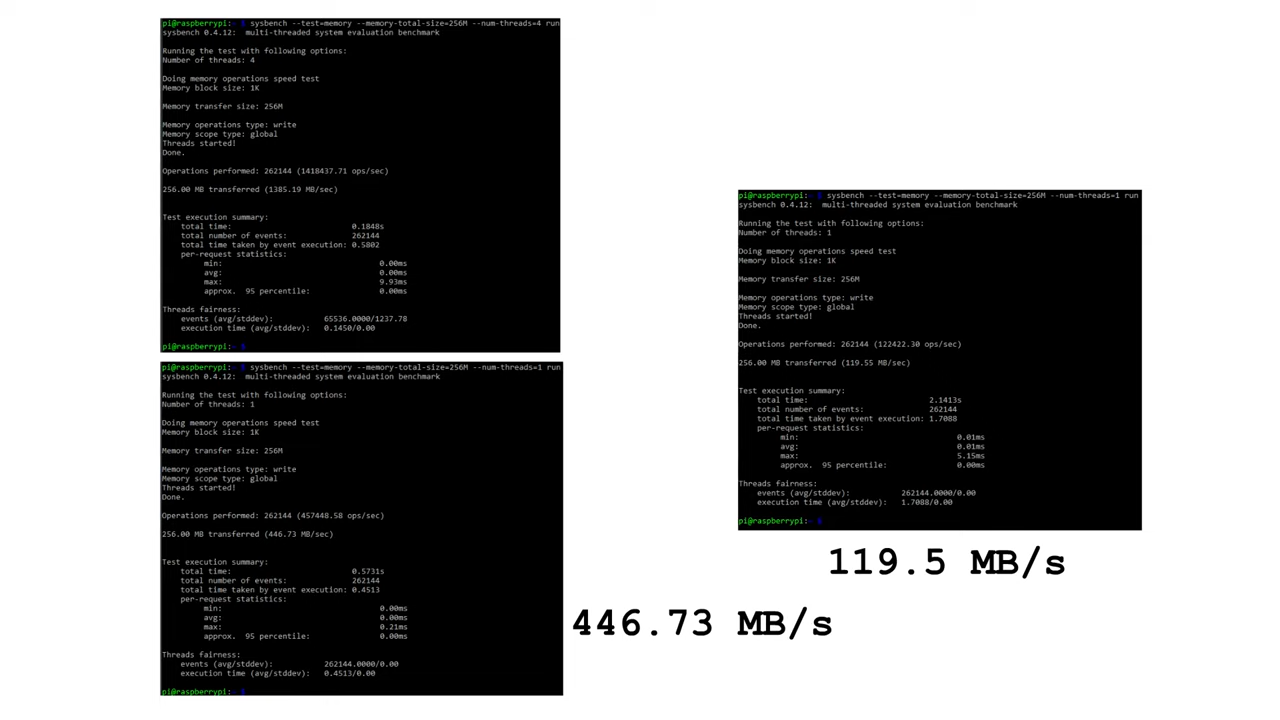 pi@raspberrypi:~ $ sysbench --test=memory --memory-total-size=256M --num-threads=4 run
sysbench 0.4.12:  multi-threaded system evaluation benchmark
Running the test with following options:
Number of threads: 4
Doing memory operations speed test
Memory block size: 1K
Memory transfer size: 256M
Memory operations type: write
Memory scope type: global
Threads started!
Done.
Operations performed: 262144 (1418437.71 ops/sec)
256.00 MB transferred (1385.19 MB/sec)
Test execution summary:
total time: 0.1848s
total number of events: 262144
total time taken by event execution: 0.5802
per-request statistics:
min: 0.00ms
avg: 0.00ms
max: 9.93ms
approx.  95 percentile: 0.00ms
Threads fairness:
events (avg/stddev): 65536.0000/1237.78
execution time (avg/stddev): 0.1450/0.00
pi@raspberrypi:~ $
pi@raspberrypi:~ $ sysbench --test=memory --memory-total-size=256M --num-threads=1 run
sysbench 0.4.12:  multi-threaded system evaluation benchmark
Running the test with following options:
Number of threads: 1
Doing memory operations speed test
Memory block size: 1K
Memory transfer size: 256M
Memory operations type: write
Memory scope type: global
Threads started!
Done.
Operations performed: 262144 (457448.58 ops/sec)
256.00 MB transferred (446.73 MB/sec)
Test execution summary:
total time: 0.5731s
total number of events: 262144
total time taken by event execution: 0.4513
per-request statistics:
min: 0.00ms
avg: 0.00ms
max: 0.21ms
approx.  95 percentile: 0.00ms
Threads fairness:
events (avg/stddev): 262144.0000/0.00
execution time (avg/stddev): 0.4513/0.00
pi@raspberrypi:~ $
446.73 MB/s
pi@raspberrypi:~ $ sysbench --test=memory --memory-total-size=256M --num-threads=1 run
sysbench 0.4.12:  multi-threaded system evaluation benchmark
Running the test with following options:
Number of threads: 1
Doing memory operations speed test
Memory block size: 1K
Memory transfer size: 256M
Memory operations type: write
Memory scope type: global
Threads started!
Done.
Operations performed: 262144 (122422.30 ops/sec)
256.00 MB transferred (119.55 MB/sec)
Test execution summary:
total time: 2.1413s
total number of events: 262144
total time taken by event execution: 1.7088
per-request statistics:
min: 0.01ms
avg: 0.01ms
max: 5.15ms
approx.  95 percentile: 0.00ms
Threads fairness:
events (avg/stddev): 262144.0000/0.00
execution time (avg/stddev): 1.7088/0.00
pi@raspberrypi:~ $
119.5 MB/s